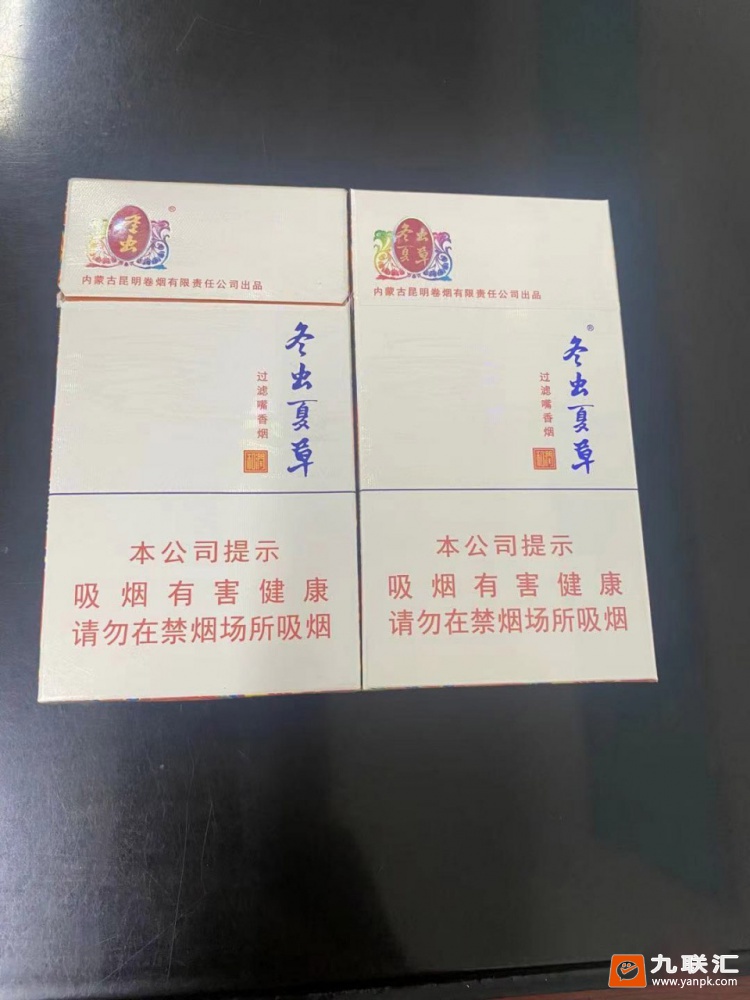 冬虫
®
内蒙古昆明卷烟有限责任公司出品
冬虫夏草
过滤嘴香烟
本公司提示
吸烟有害健康
请勿在禁烟场所吸烟
冬虫
夏草
内蒙古昆明卷烟有限责任公司出品
®
冬虫夏草
过滤嘴香烟
本公司提示
吸烟有害健康
请勿在禁烟场所吸烟
九联汇
www.yanpk.com